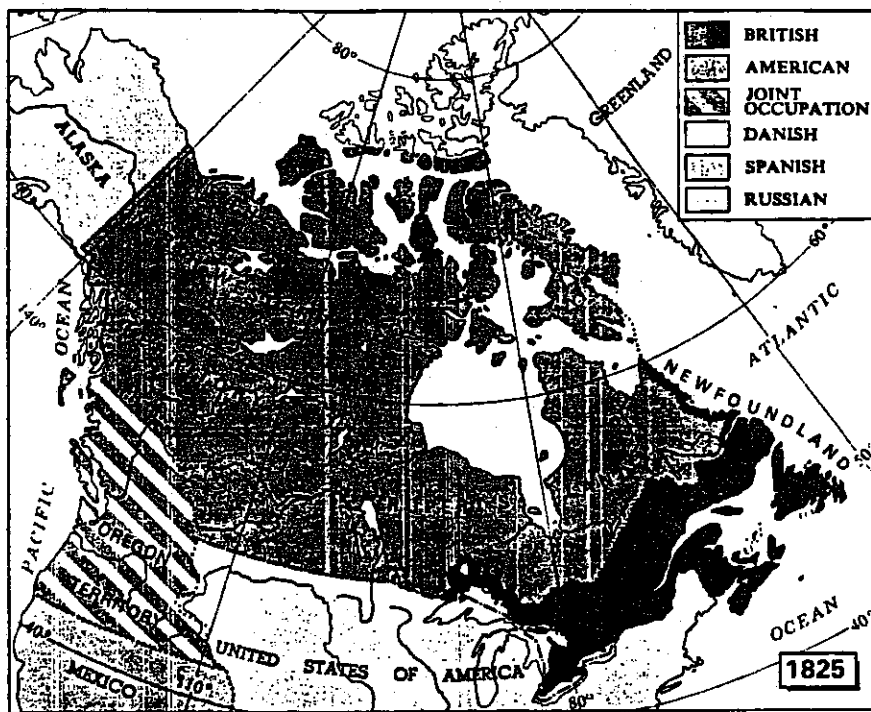 BRITISH
AMERICAN
JOINT
OCCUPATION
DANISH
SPANISH
RUSSIAN
80°
GREENLAND
ALASKA
60°
140°
OCEAN
ATLANTIC
NEWFOUNDLAND
50°
PACIFIC
OREGON
TERRITORY
OCEAN
40°
40°
UNITED STATES OF AMERICA
MEXICO
110°
80°
1825